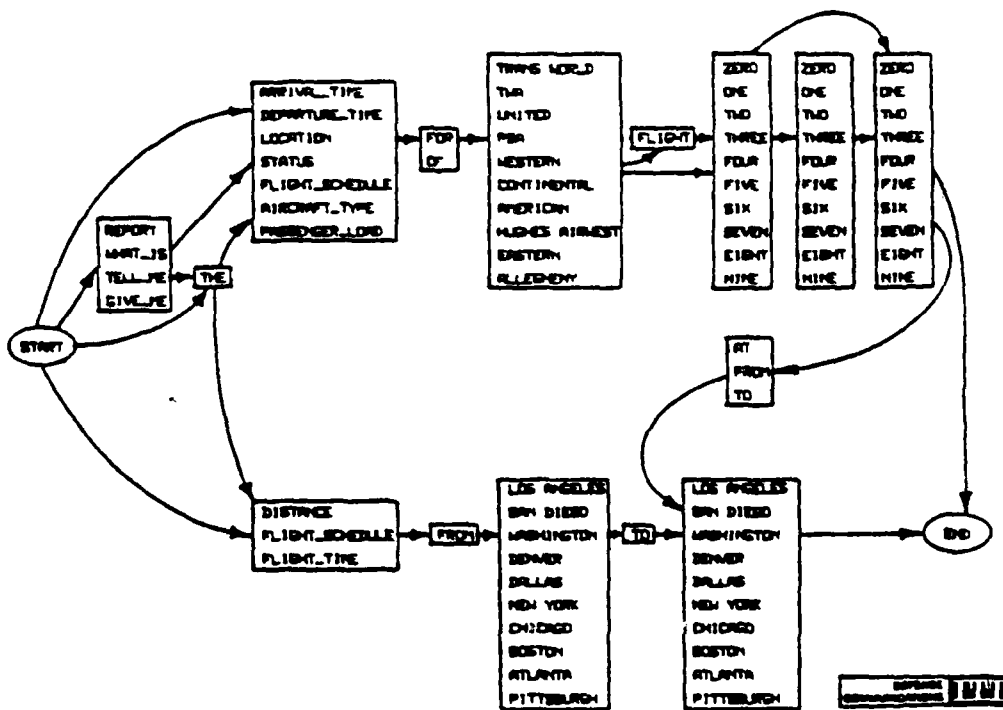 START
REPORT
WHAT_IS
TELL_ME
GIVE_ME
THE
ARRIVAL_TIME
DEPARTURE_TIME
LOCATION
STATUS
FLIGHT_SCHEDULE
AIRCRAFT_TYPE
PASSENGER_LOAD
FOR
OF
TRANS WORLD
TWA
UNITED
PSA
WESTERN
CONTINENTAL
AMERICAN
HUGHES AIRWEST
EASTERN
ALLEGHENY
FLIGHT
ZERO
ONE
TWO
THREE
FOUR
FIVE
SIX
SEVEN
EIGHT
NINE
ZERO
ONE
TWO
THREE
FOUR
FIVE
SIX
SEVEN
EIGHT
NINE
ZERO
ONE
TWO
THREE
FOUR
FIVE
SIX
SEVEN
EIGHT
NINE
AT
FROM
TO
DISTANCE
FLIGHT_SCHEDULE
FLIGHT_TIME
FROM
LOS ANGELES
SAN DIEGO
WASHINGTON
DENVER
DALLAS
NEW YORK
CHICAGO
BOSTON
ATLANTA
PITTSBURGH
TO
LOS ANGELES
SAN DIEGO
WASHINGTON
DENVER
DALLAS
NEW YORK
CHICAGO
BOSTON
ATLANTA
PITTSBURGH
END
DEFENSE
COMMUNICATIONS